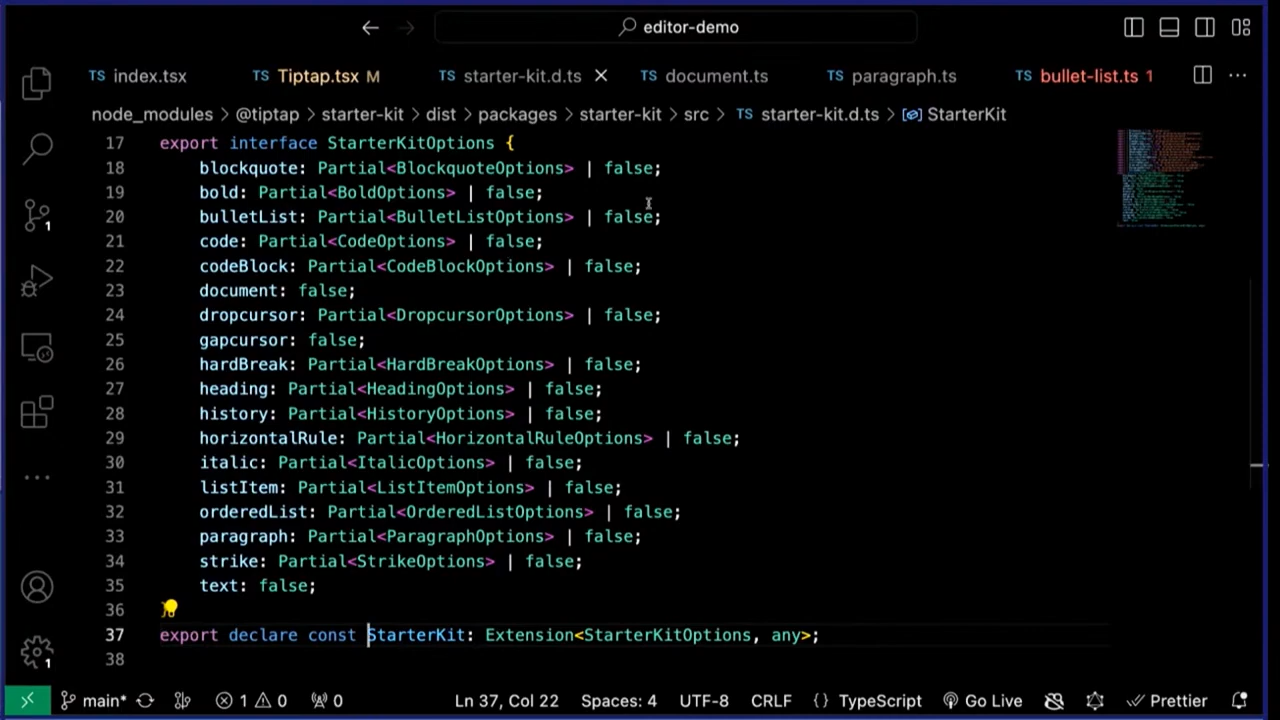 editor-demo
TS index.tsx TS Tiptap.tsx M TS starter-kit.d.ts TS document.ts TS paragraph.ts TS bullet-list.ts 1
node_modules > @tiptap > starter-kit > dist > packages > starter-kit > src > TS starter-kit.d.ts > StarterKit
17 export interface StarterKitOptions {
18 blockquote: Partial<BlockquoteOptions> | false;
19 bold: Partial<BoldOptions> | false;
20 bulletList: Partial<BulletListOptions> | false;
21 code: Partial<CodeOptions> | false;
22 codeBlock: Partial<CodeBlockOptions> | false;
23 document: false;
24 dropcursor: Partial<DropcursorOptions> | false;
25 gapcursor: false;
26 hardBreak: Partial<HardBreakOptions> | false;
27 heading: Partial<HeadingOptions> | false;
28 history: Partial<HistoryOptions> | false;
29 horizontalRule: Partial<HorizontalRuleOptions> | false;
30 italic: Partial<ItalicOptions> | false;
31 listItem: Partial<ListItemOptions> | false;
32 orderedList: Partial<OrderedListOptions> | false;
33 paragraph: Partial<ParagraphOptions> | false;
34 strike: Partial<StrikeOptions> | false;
35 text: false;
36
37 export declare const StarterKit: Extension<StarterKitOptions, any>;
38
1
1
main* 1 0 0 Ln 37, Col 22 Spaces: 4 UTF-8 CRLF {} TypeScript Go Live Prettier